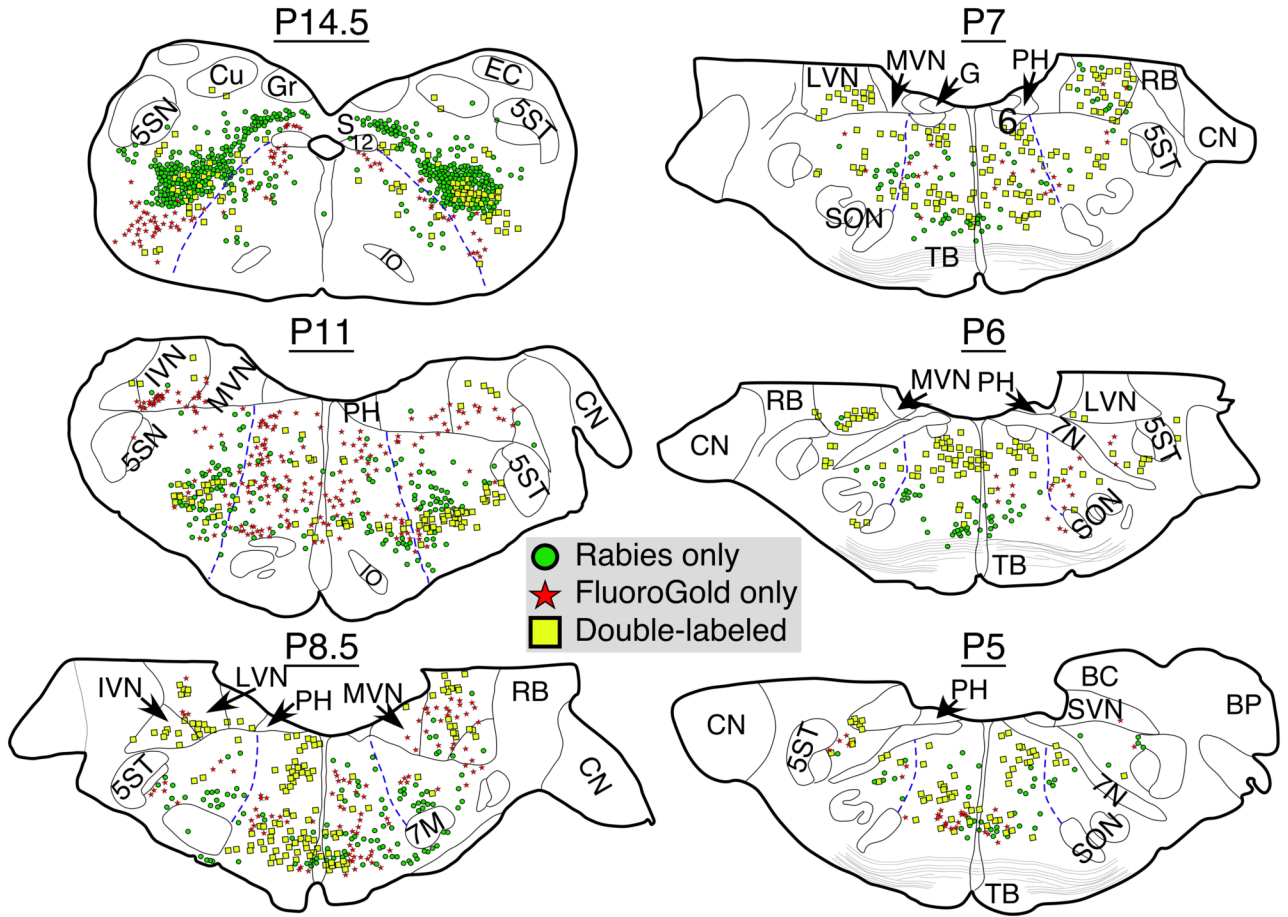 P14.5
Cu
Gr
EC
5SN
5ST
S
12
IO
P7
LVN
MVN
G
PH
RB
6
5ST
CN
SON
TB
P11
IVN
MVN
PH
CN
5SN
5ST
IO
P6
MVN
PH
RB
LVN
CN
7N
5ST
SON
TB
Rabies only
FluoroGold only
Double-labeled
P8.5
IVN
LVN
PH
MVN
RB
5ST
CN
7M
P5
PH
BC
SVN
BP
CN
5ST
7N
SON
TB